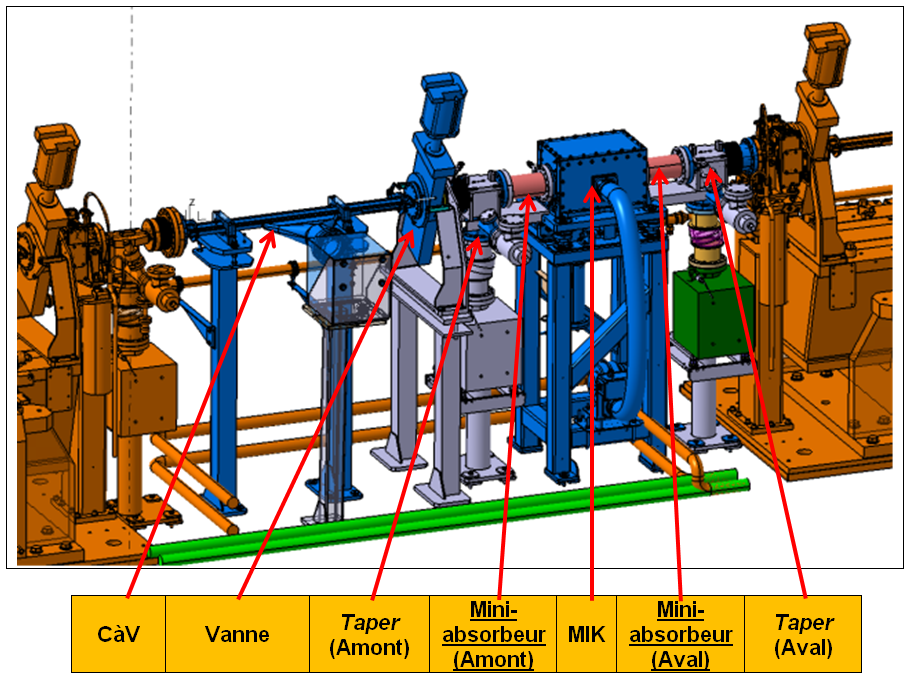 Z
CàV
Vanne
Taper
(Amont)
Mini-
absorbeur
(Amont)
MIK
Mini-
absorbeur
(Aval)
Taper
(Aval)